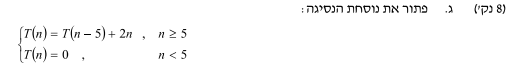 (8 נק') ג. פתור את נוסחת הנסיגה :
T(n) = T(n − 5) + 2n , n ≥ 5
T(n) = 0 , n < 5